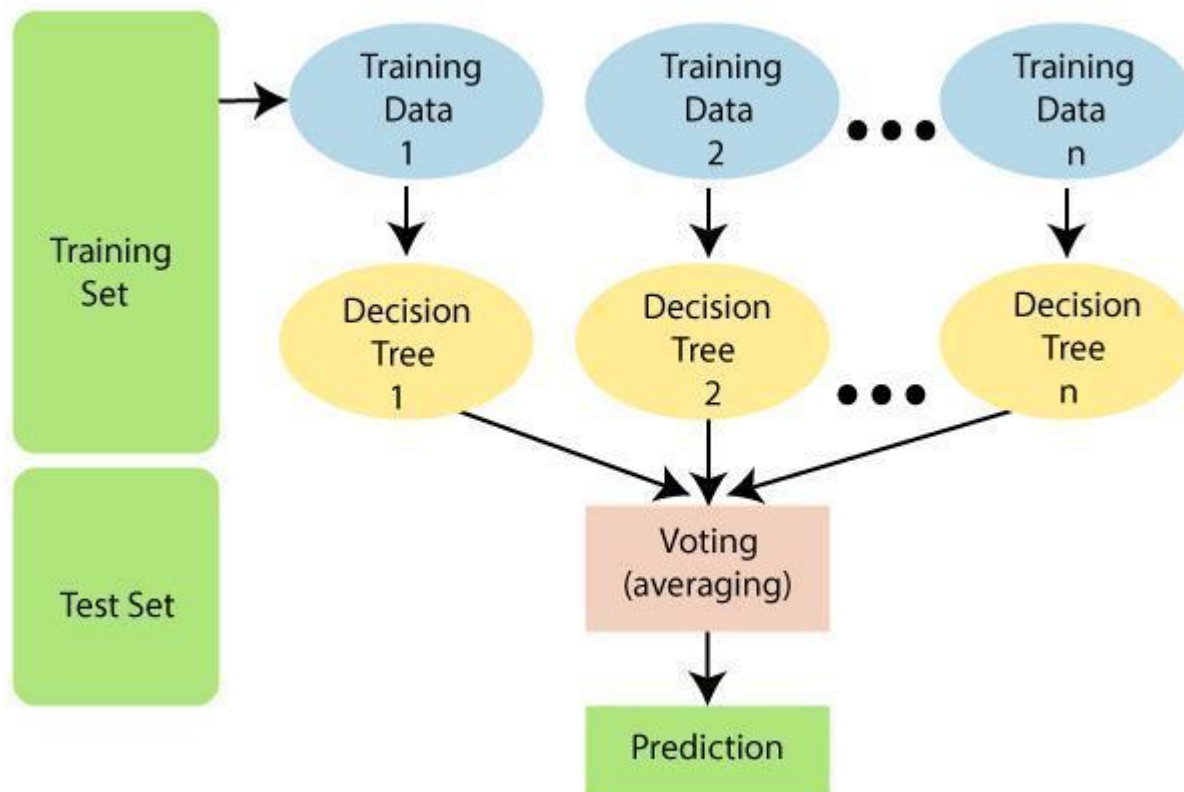 Training
Set
Test Set
Training
Data
1
Training
Data
2
Training
Data
n
Decision
Tree
1
Decision
Tree
2
Decision
Tree
n
Voting
(averaging)
Prediction